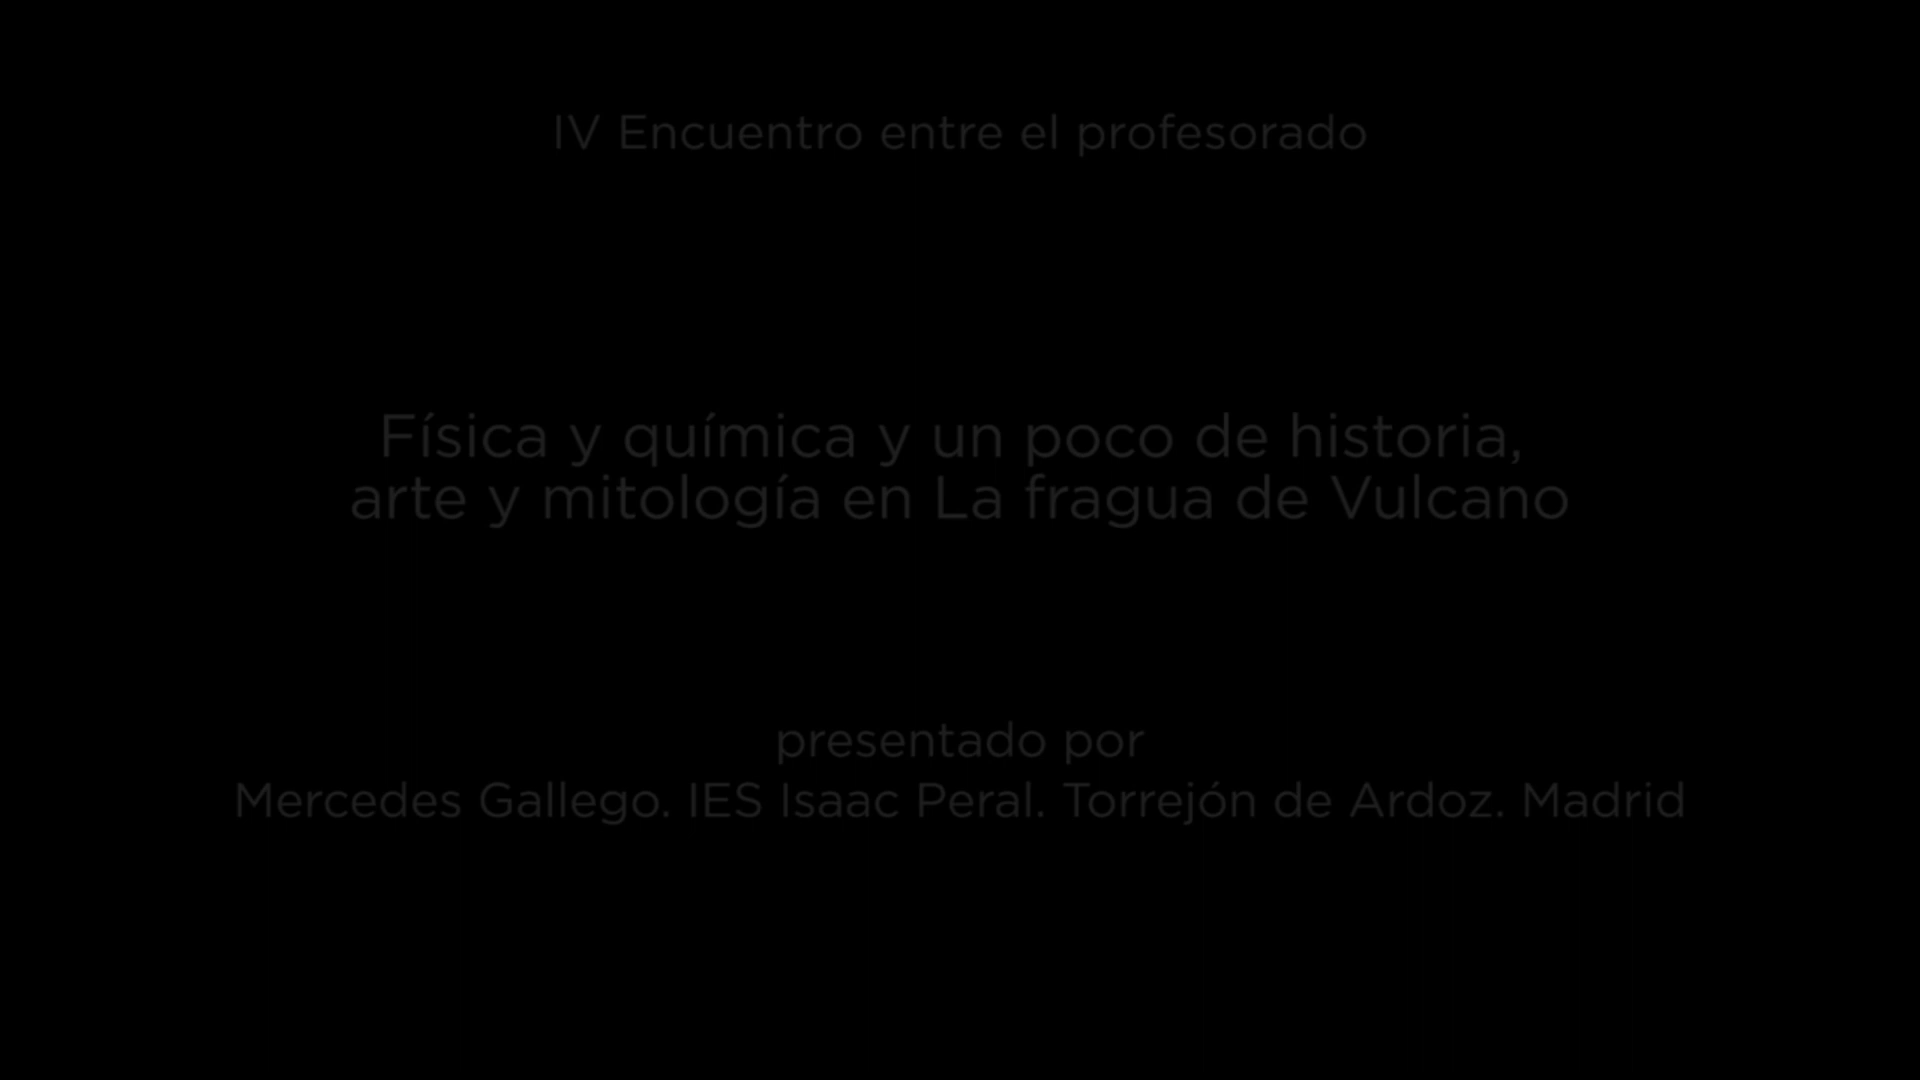 IV Encuentro entre el profesorado
Física y química y un poco de historia,
arte y mitología en La fragua de Vulcano
presentado por
Mercedes Gallego. IES Isaac Peral. Torrejón de Ardoz. Madrid